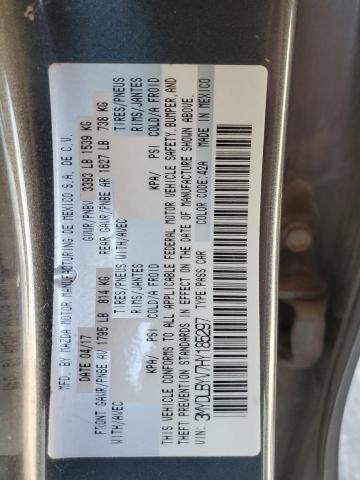 MFD. BY MAZDA MOTOR MANUFACTURING DE MEXICO S.A. DE C.V.
DATE 04/17 GVWR/PNBV 3393 LB 1539 KG
FRONT GAWR/PNBE AV 1795 LB 814 KG REAR GAWR/PNBE AR 1627 LB 738 KG
WITH/AVEC TIRES/PNEUS WITH/AVEC TIRES/PNEUS
RIMS/JANTES RIMS/JANTES
KPA/ PSI COLD/A FROID KPA/ PSI COLD/A FROID
THIS VEHICLE CONFORMS TO ALL APPLICABLE FEDERAL MOTOR VEHICLE SAFETY, BUMPER, AND
THEFT PREVENTION STANDARDS IN EFFECT ON THE DATE OF MANUFACTURE SHOWN ABOVE.
TYPE: PASS CAR COLOR CODE: 42A MADE IN MEXICO
VIN: